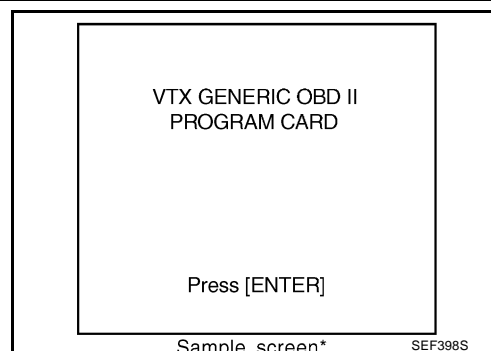 VTX GENERIC OBD II
PROGRAM CARD
Press [ENTER]
Sample screen*
SEF398S